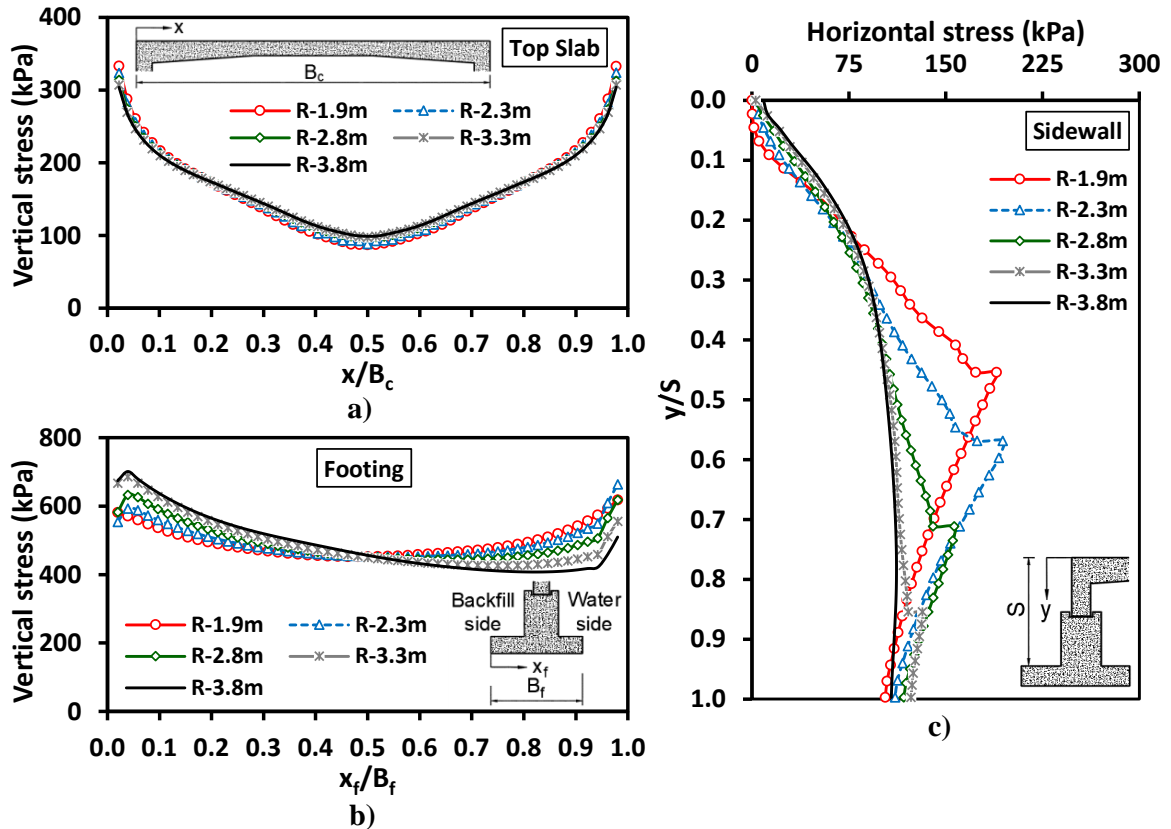 a)
Vertical stress (kPa)
400
300
200
100
0
x
Top Slab
B_c
R-1.9m
R-2.3m
R-2.8m
R-3.3m
R-3.8m
0.0 0.1 0.2 0.3 0.4 0.5 0.6 0.7 0.8 0.9 1.0
x/B_c
a)
Vertical stress (kPa)
800
600
400
200
0
Footing
Backfill side
Water side
x_f
B_f
R-1.9m
R-2.3m
R-2.8m
R-3.3m
R-3.8m
0.0 0.1 0.2 0.3 0.4 0.5 0.6 0.7 0.8 0.9 1.0
x_f/B_f
b)
Horizontal stress (kPa)
0 75 150 225 300
y/S
0.0
0.1
0.2
0.3
0.4
0.5
0.6
0.7
0.8
0.9
1.0
Sidewall
R-1.9m
R-2.3m
R-2.8m
R-3.3m
R-3.8m
S
y
c)